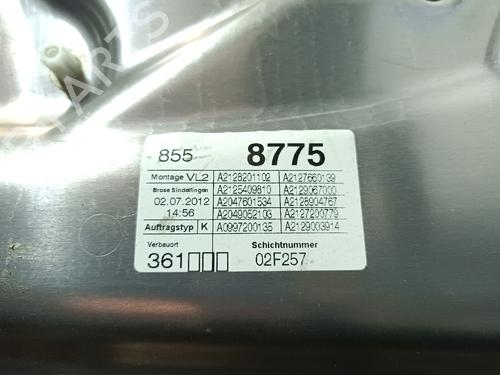 855 8775
Montage VL2 A2128201102 A2127660139
Brose Sindelfingen A2125409810 A2129067000
02.07.2012 A2047601534 A2128904767
14:56 A2049052103 A2127200779
Auftragstyp K A0997200135 A2129003914
Verbauort Schichtnummer
361□□□ 02F257